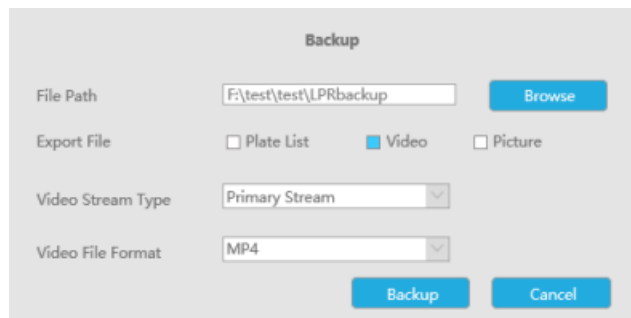 Backup
File Path F:\test\test\LPRbackup Browse
Export File Plate List Video Picture
Video Stream Type Primary Stream
Video File Format MP4
Backup Cancel